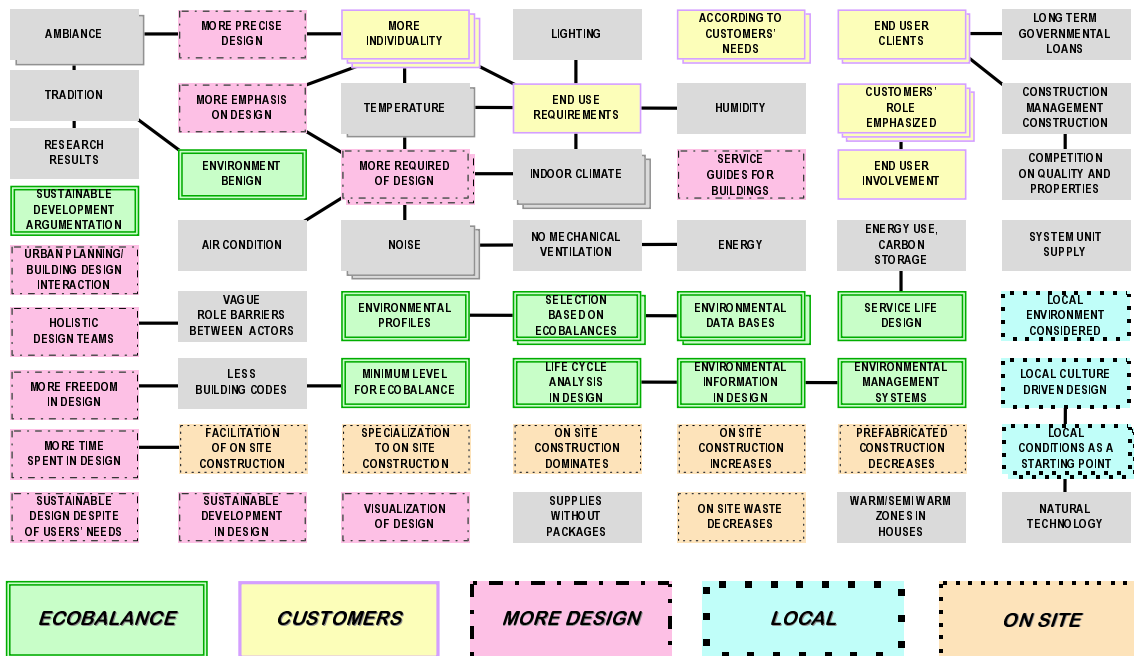 AMBIANCE
MORE PRECISE
DESIGN
MORE
INDIVIDUALITY
LIGHTING
ACCORDING TO
CUSTOMERS'
NEEDS
END USER
CLIENTS
LONG TERM
GOVERNMENTAL
LOANS
TRADITION
MORE EMPHASIS
ON DESIGN
TEMPERATURE
END USE
REQUIREMENTS
HUMIDITY
CUSTOMERS'
ROLE
EMPHASIZED
CONSTRUCTION
MANAGEMENT
CONSTRUCTION
RESEARCH
RESULTS
ENVIRONMENT
BENIGN
MORE REQUIRED
OF DESIGN
INDOOR CLIMATE
SERVICE
GUIDES FOR
BUILDINGS
END USER
INVOLVEMENT
COMPETITION
ON QUALITY AND
PROPERTIES
SUSTAINABLE
DEVELOPMENT
ARGUMENTATION
AIR CONDITION
NOISE
NO MECHANICAL
VENTILATION
ENERGY
ENERGY USE,
CARBON
STORAGE
SYSTEM UNIT
SUPPLY
URBAN PLANNING/
BUILDING DESIGN
INTERACTION
VAGUE
ROLE BARRIERS
BETWEEN ACTORS
ENVIRONMENTAL
PROFILES
SELECTION
BASED ON
ECOBALANCES
ENVIRONMENTAL
DATA BASES
SERVICE LIFE
DESIGN
LOCAL
ENVIRONMENT
CONSIDERED
HOLISTIC
DESIGN TEAMS
LESS
BUILDING CODES
MINIMUM LEVEL
FOR ECOBALANCE
LIFE CYCLE
ANALYSIS
IN DESIGN
ENVIRONMENTAL
INFORMATION
IN DESIGN
ENVIRONMENTAL
MANAGEMENT
SYSTEMS
LOCAL CULTURE
DRIVEN DESIGN
MORE FREEDOM
IN DESIGN
MORE TIME
SPENT IN DESIGN
FACILITATION
OF ON SITE
CONSTRUCTION
SPECIALIZATION
TO ON SITE
CONSTRUCTION
ON SITE
CONSTRUCTION
DOMINATES
ON SITE
CONSTRUCTION
INCREASES
PREFABRICATED
CONSTRUCTION
DECREASES
LOCAL
CONDITIONS AS A
STARTING POINT
SUSTAINABLE
DESIGN DESPITE
OF USERS' NEEDS
SUSTAINABLE
DEVELOPMENT
IN DESIGN
VISUALIZATION
OF DESIGN
SUPPLIES
WITHOUT
PACKAGES
ON SITE WASTE
DECREASES
WARM/SEMI WARM
ZONES IN
HOUSES
NATURAL
TECHNOLOGY
ECOBALANCE
CUSTOMERS
MORE DESIGN
LOCAL
ON SITE